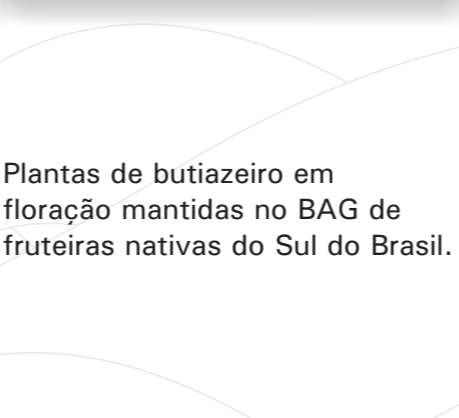 Plantas de butiazeiro em
floração mantidas no BAG de
fruteiras nativas do Sul do Brasil.